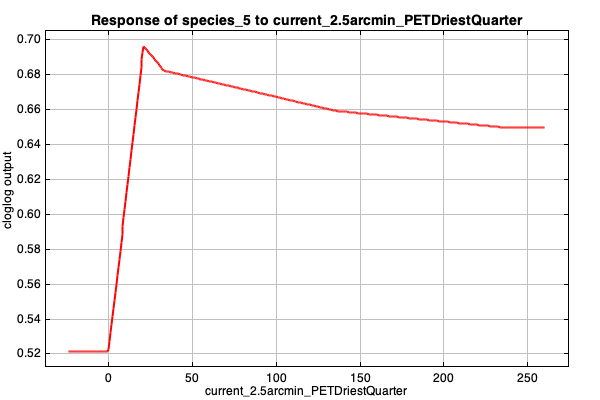 Response of species_5 to current_2.5arcmin_PETDriestQuarter
0.70
0.68
0.66
0.64
0.62
0.60
0.58
0.56
0.54
0.52
cloglog output
0 50 100 150 200 250
current_2.5arcmin_PETDriestQuarter